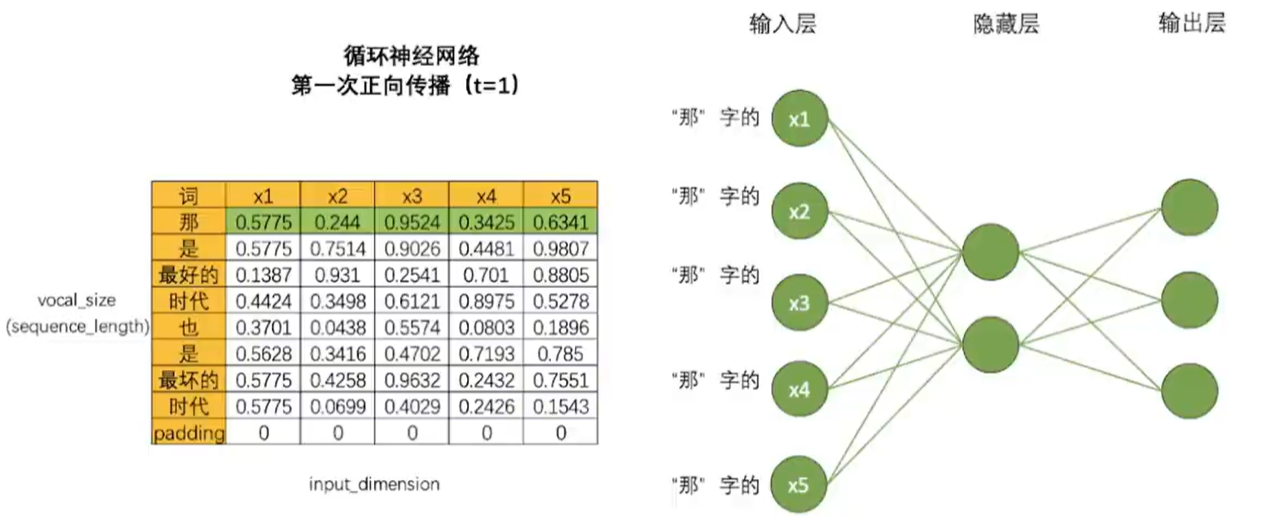 循环神经网络
第一次正向传播（t=1）
词 x1 x2 x3 x4 x5
那 0.5775 0.244 0.9524 0.3425 0.6341
是 0.5775 0.7514 0.9026 0.4481 0.9807
最好的 0.1387 0.931 0.2541 0.701 0.8805
时代 0.4424 0.3498 0.6121 0.8975 0.5278
也 0.3701 0.0438 0.5574 0.0803 0.1896
是 0.5628 0.3416 0.4702 0.7193 0.785
最坏的 0.5775 0.4258 0.9632 0.2432 0.7551
时代 0.5775 0.0699 0.4029 0.2426 0.1543
padding 0 0 0 0 0
vocal_size
(sequence_length)
input_dimension
输入层 隐藏层 输出层
“那” 字的 x1
“那” 字的 x2
“那” 字的 x3
“那” 字的 x4
“那” 字的 x5